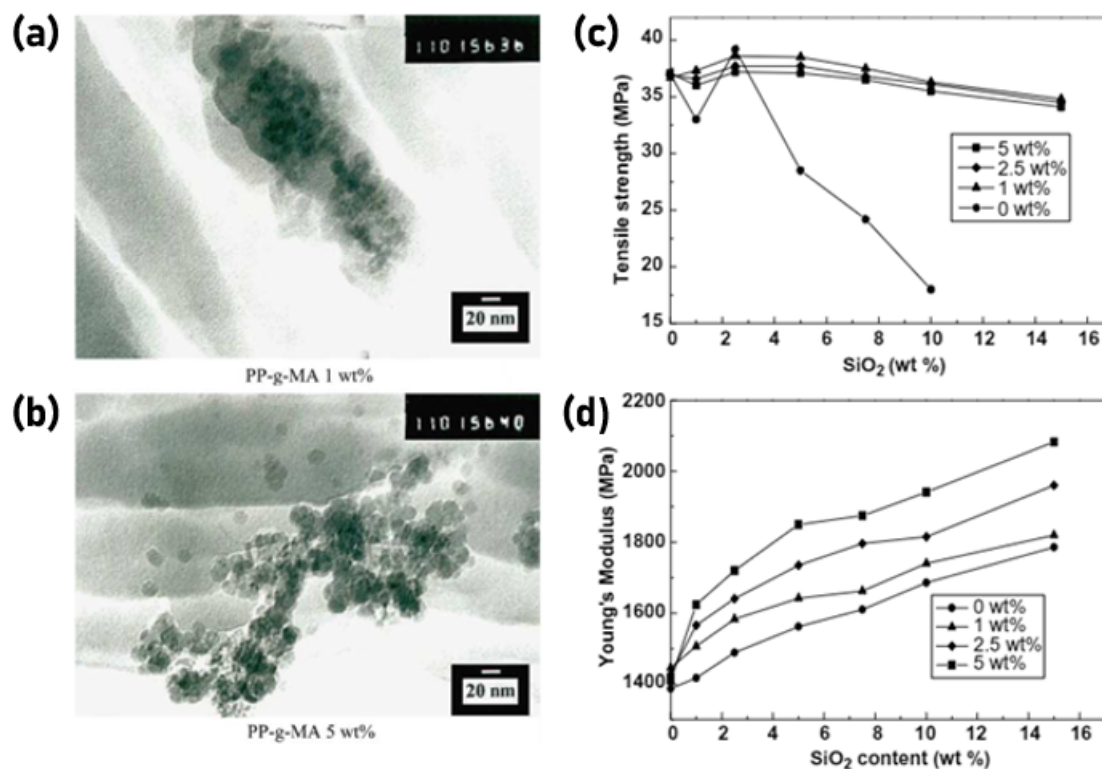 (a)
11015636
20 nm
PP-g-MA 1 wt%
(b)
11015640
20 nm
PP-g-MA 5 wt%
(c)
40
35
30
25
20
15
Tensile strength (MPa)
5 wt%
2.5 wt%
1 wt%
0 wt%
0 2 4 6 8 10 12 14 16
SiO₂ (wt %)
(d)
2200
2000
1800
1600
1400
Young's Modulus (MPa)
0 wt%
1 wt%
2.5 wt%
5 wt%
0 2 4 6 8 10 12 14 16
SiO₂ content (wt %)